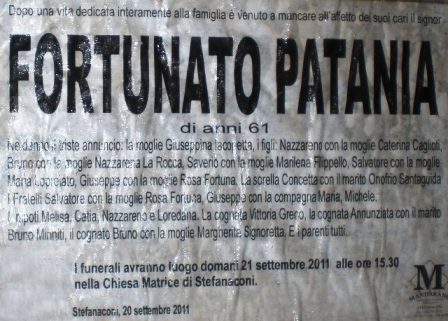 Dopo una vita dedicata interamente alla famiglia è venuto a mancare all'affetto dei suoi cari il signor
FORTUNATO PATANIA
di anni 61
Ne danno il triste annuncio: la moglie Giuseppina Iacopetta, I figli: Nazzareno con la moglie Caterina Caglioti,
Bruno con la moglie Nazzarena La Rocca, Saverio con la moglie Marilena Filippello, Salvatore con la moglie
Maria Lopreiato, Giuseppe con la moglie Rosa Fortuna. La sorella Concetta con il marito Onofrio Santaguida
I Fratelli Salvatore con la moglie Rosa Fortuna, Giuseppe con la compagna Maria, Michele.
I nipoti Melisa, Catia, Nazzareno e Loredana. La cognata Vittoria Greco, la cognata Annunziata con il marito
Bruno Minniti, il cognato Bruno con la moglie Margherita Signoretta, E i parenti tutti.
I funerali avranno luogo domani 21 settembre 2011 alle ore 15.30
nella Chiesa Matrice di Stefanaconi.
M
Stefanaconi, 20 settembre 2011